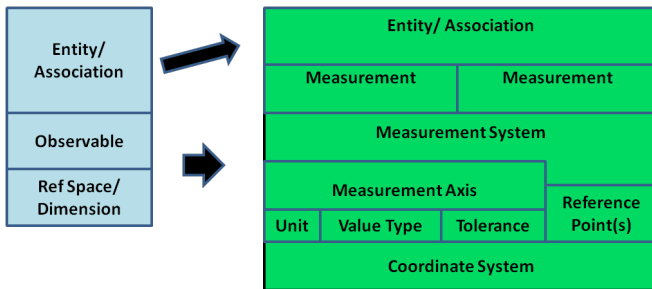 Entity/
Association
Observable
Ref Space/
Dimension
Entity/ Association
Measurement
Measurement
Measurement System
Measurement Axis
Reference
Point(s)
Unit
Value Type
Tolerance
Coordinate System